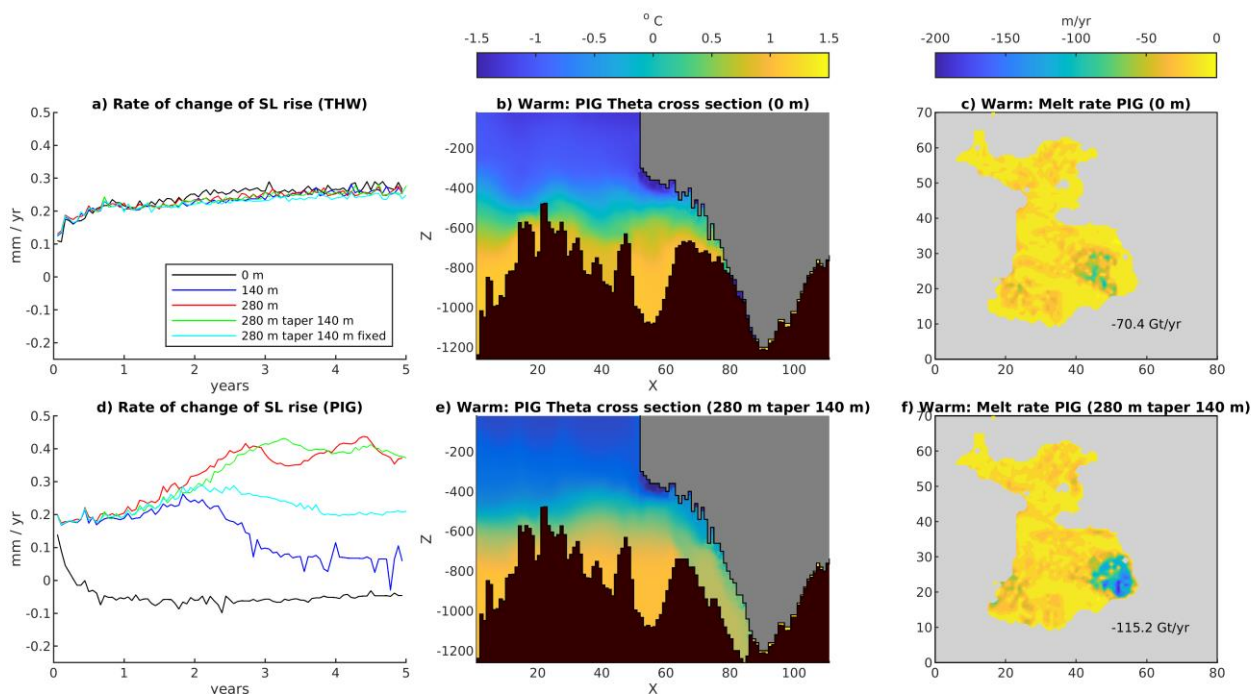 ° C
-1.5 -1 -0.5 0 0.5 1 1.5
m/yr
-200 -150 -100 -50 0
a) Rate of change of SL rise (THW)
mm / yr
0.5
0.4
0.3
0.2
0.1
0
-0.1
-0.2
0 m
140 m
280 m
280 m taper 140 m
280 m taper 140 m fixed
0 1 2 3 4 5
years
b) Warm: PIG Theta cross section (0 m)
Z
-200
-400
-600
-800
-1000
-1200
20 40 60 80 100
X
c) Warm: Melt rate PIG (0 m)
70
60
50
40
30
20
10
0
-70.4 Gt/yr
0 20 40 60 80
d) Rate of change of SL rise (PIG)
mm / yr
0.5
0.4
0.3
0.2
0.1
0
-0.1
-0.2
0 1 2 3 4 5
years
e) Warm: PIG Theta cross section (280 m taper 140 m)
Z
-200
-400
-600
-800
-1000
-1200
20 40 60 80 100
X
f) Warm: Melt rate PIG (280 m taper 140 m)
70
60
50
40
30
20
10
0
-115.2 Gt/yr
0 20 40 60 80